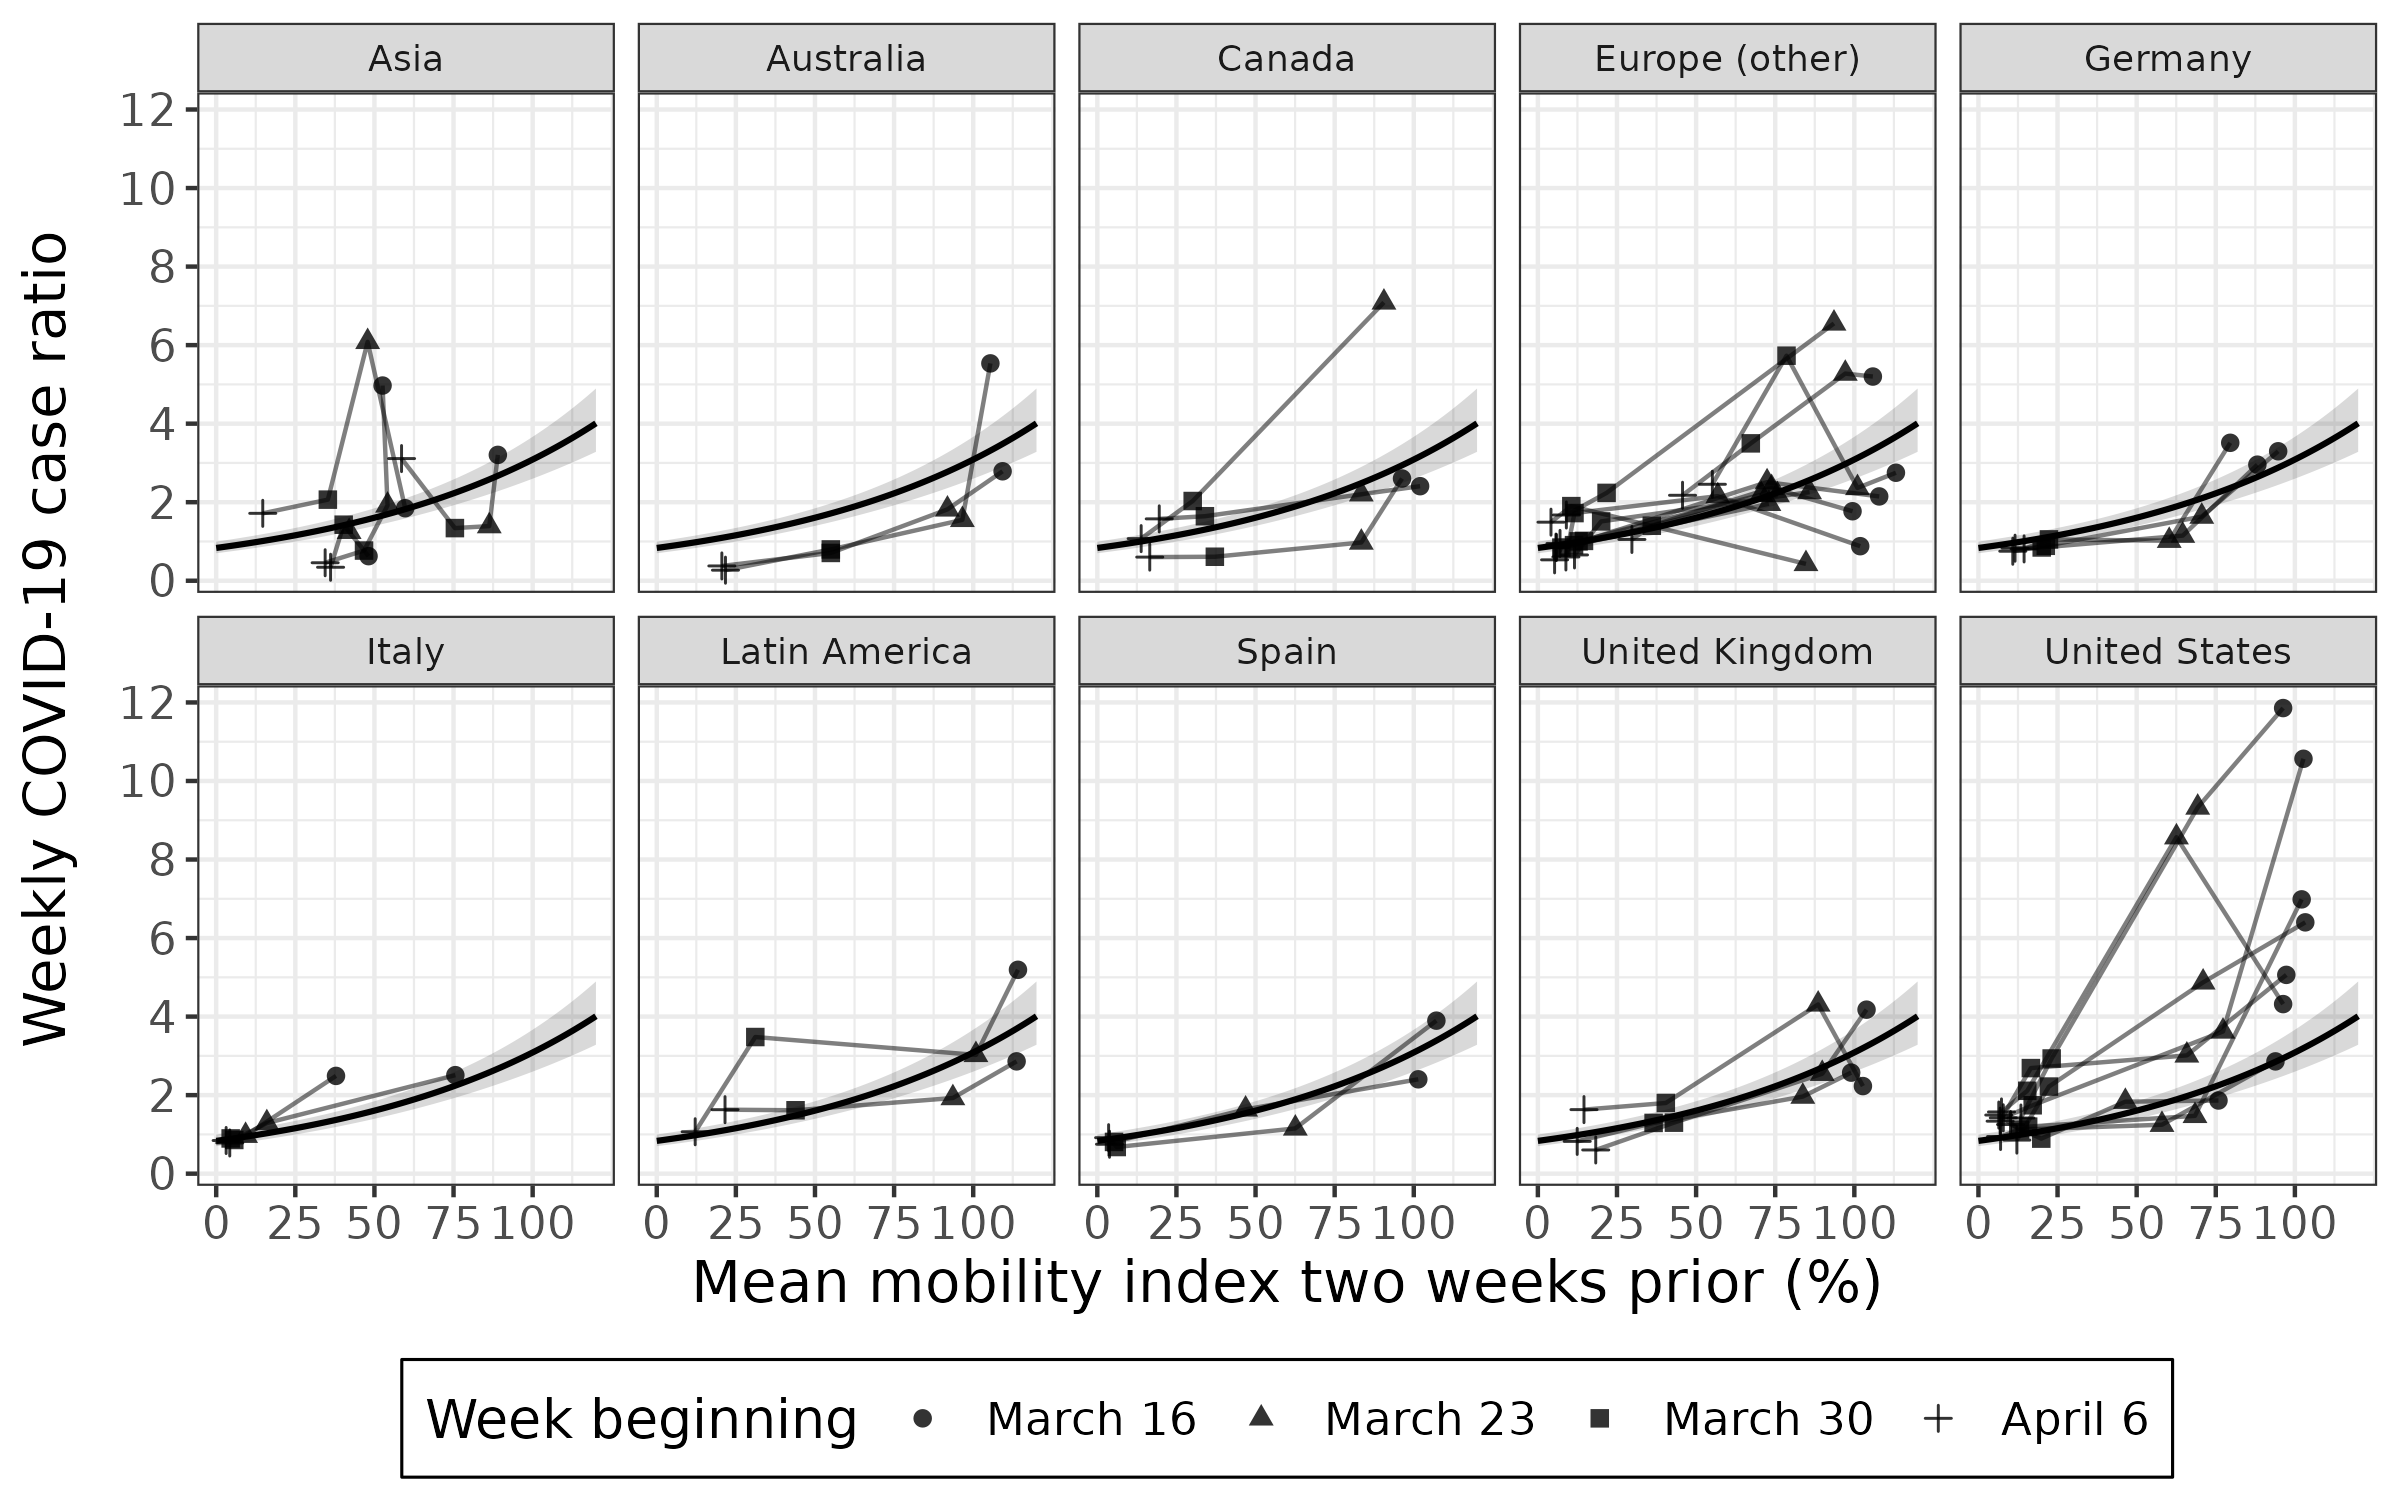 Asia Australia Canada Europe (other) Germany
12
10
8
6
4
2
0
Italy Latin America Spain United Kingdom United States
12
10
8
6
4
2
0
0 25 50 75 100 0 25 50 75 100 0 25 50 75 100 0 25 50 75 100 0 25 50 75 100
Weekly COVID-19 case ratio
Mean mobility index two weeks prior (%)
Week beginning March 16 March 23 March 30 April 6